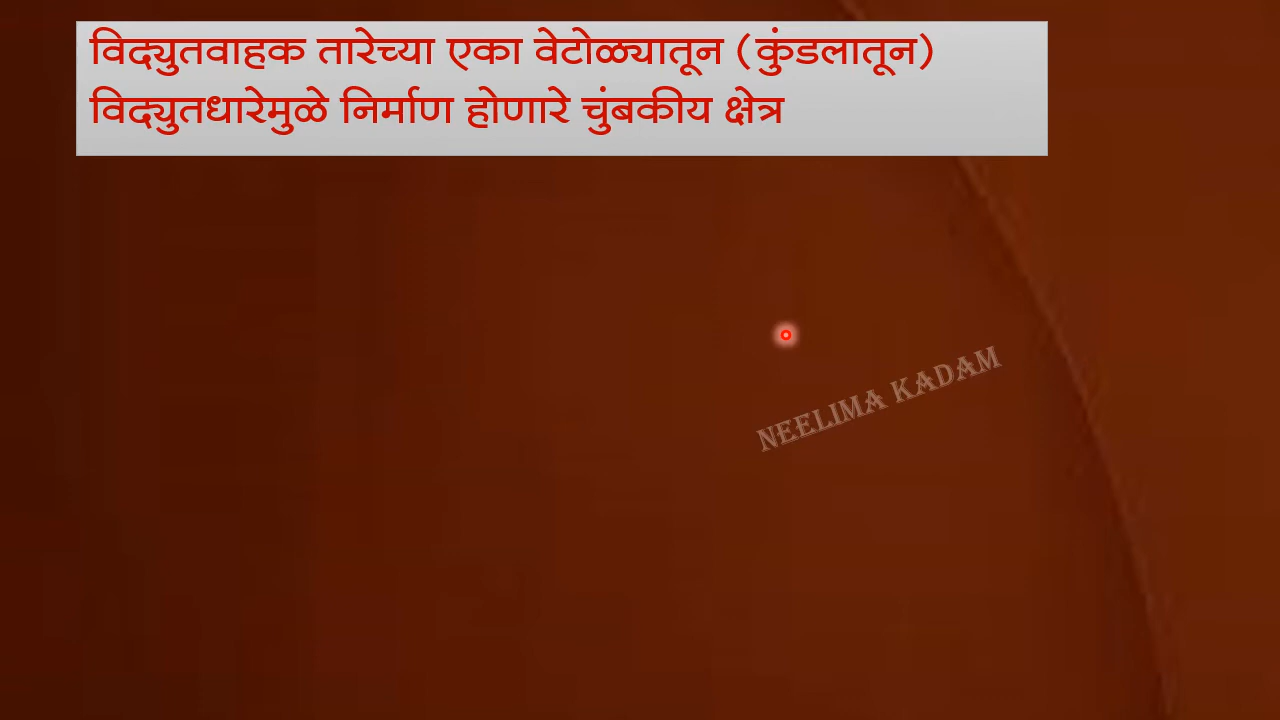 विद्युतवाहक तारेच्या एका वेटोळ्यातून (कुंडलातून)
विद्युतधारेमुळे निर्माण होणारे चुंबकीय क्षेत्र
NEELIMA KADAM